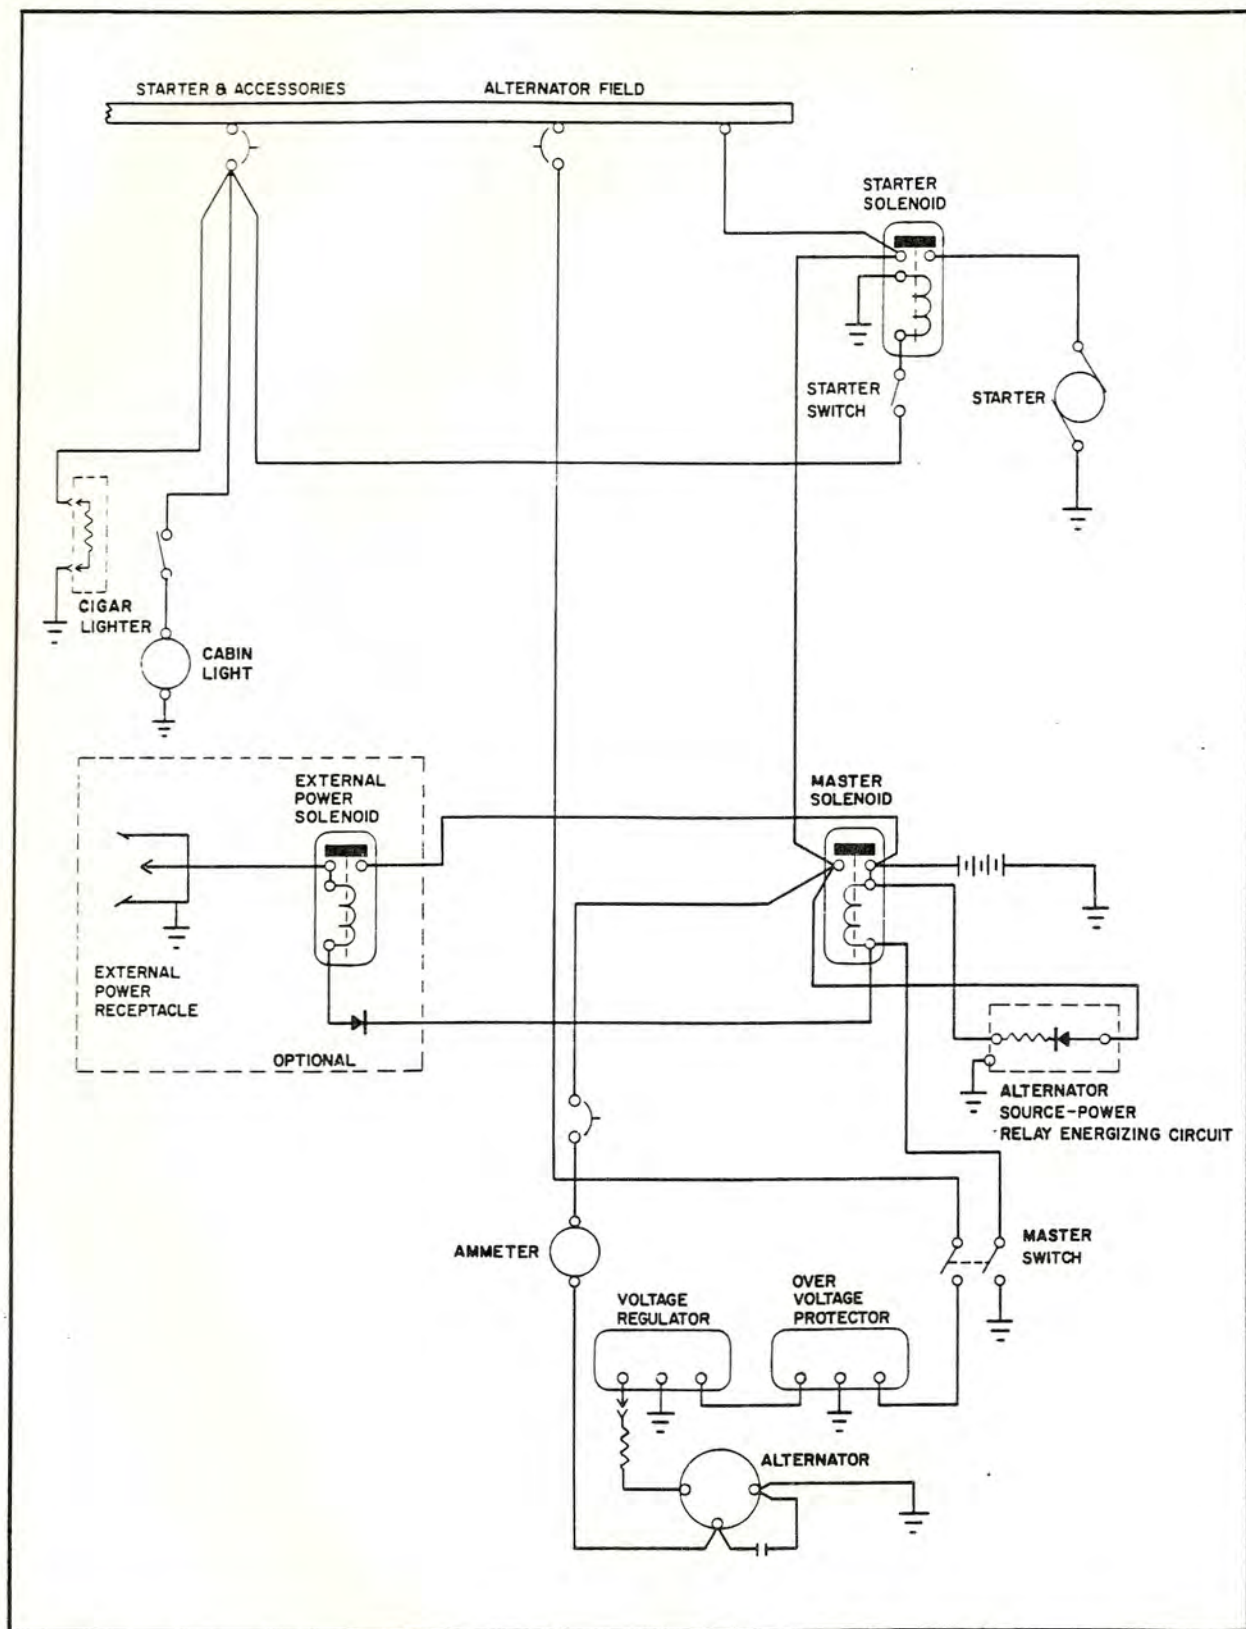 STARTER & ACCESSORIES
ALTERNATOR FIELD
STARTER
SOLENOID
STARTER
SWITCH
STARTER
CIGAR
LIGHTER
CABIN
LIGHT
EXTERNAL
POWER
SOLENOID
MASTER
SOLENOID
EXTERNAL
POWER
RECEPTACLE
OPTIONAL
ALTERNATOR
SOURCE-POWER
RELAY ENERGIZING CIRCUIT
AMMETER
MASTER
SWITCH
VOLTAGE
REGULATOR
OVER
VOLTAGE
PROTECTOR
ALTERNATOR